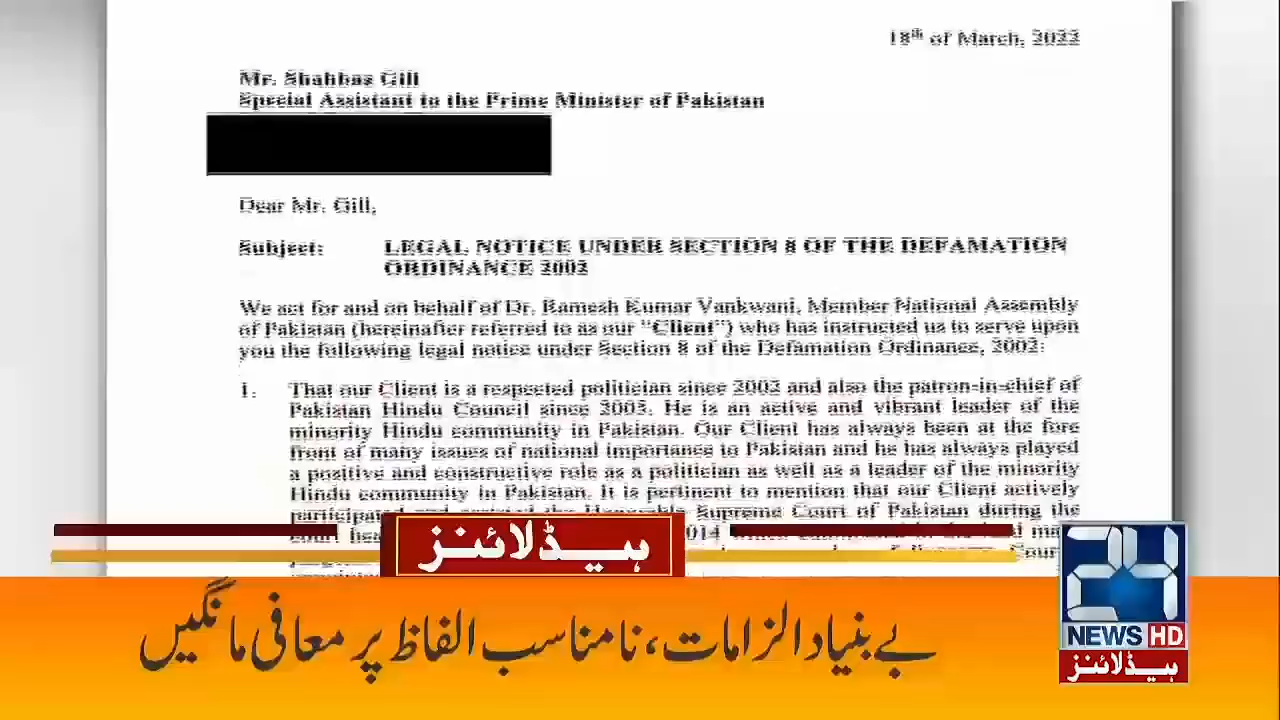 18th of March, 2022
Mr. Shahbaz Gill
Special Assistant to the Prime Minister of Pakistan
Dear Mr. Gill,
Subject: LEGAL NOTICE UNDER SECTION 8 OF THE DEFAMATION
ORDINANCE 2002
We act for and on behalf of Dr. Ramesh Kumar Vankwani, Member National Assembly
of Pakistan (hereinafter referred to as our "Client") who has instructed us to serve upon
you the following legal notice under Section 8 of the Defamation Ordinance, 2002:
1. That our Client is a respected politician since 2002 and also the patron-in-chief of
Pakistan Hindu Council since 2005. He is an active and vibrant leader of the
minority Hindu community in Pakistan. Our Client has always been at the fore
front of many issues of national importance to Pakistan and he has always played
a positive and constructive role as a politician as well as a leader of the minority
Hindu community in Pakistan. It is pertinent to mention that our Client actively
participated and assisted the Honorable Supreme Court of Pakistan during the
2014
ہیڈلائنز
بے بنیاد الزامات، نامناسب الفاظ پر معافی مانگیں
24
NEWS HD
ہیڈلائنز